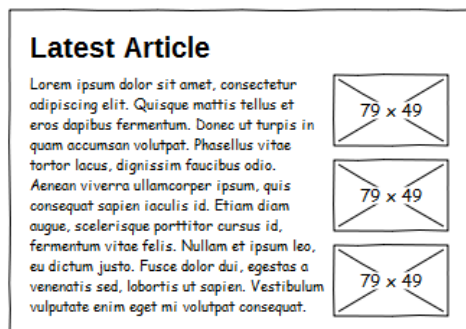 Latest Article
Lorem ipsum dolor sit amet, consectetur
adipiscing elit. Quisque mattis tellus et
eros dapibus fermentum. Donec ut turpis in
quam accumsan volutpat. Phasellus vitae
tortor lacus, dignissim faucibus odio.
Aenean viverra ullamcorper ipsum, quis
consequat sapien iaculis id. Etiam diam
augue, scelerisque porttitor cursus id,
fermentum vitae felis. Nullam et ipsum leo,
eu dictum justo. Fusce dolor dui, egestas a
venenatis sed, lobortis ut sapien. Vestibulum
vulputate enim eget mi volutpat consequat.
79 x 49
79 x 49
79 x 49